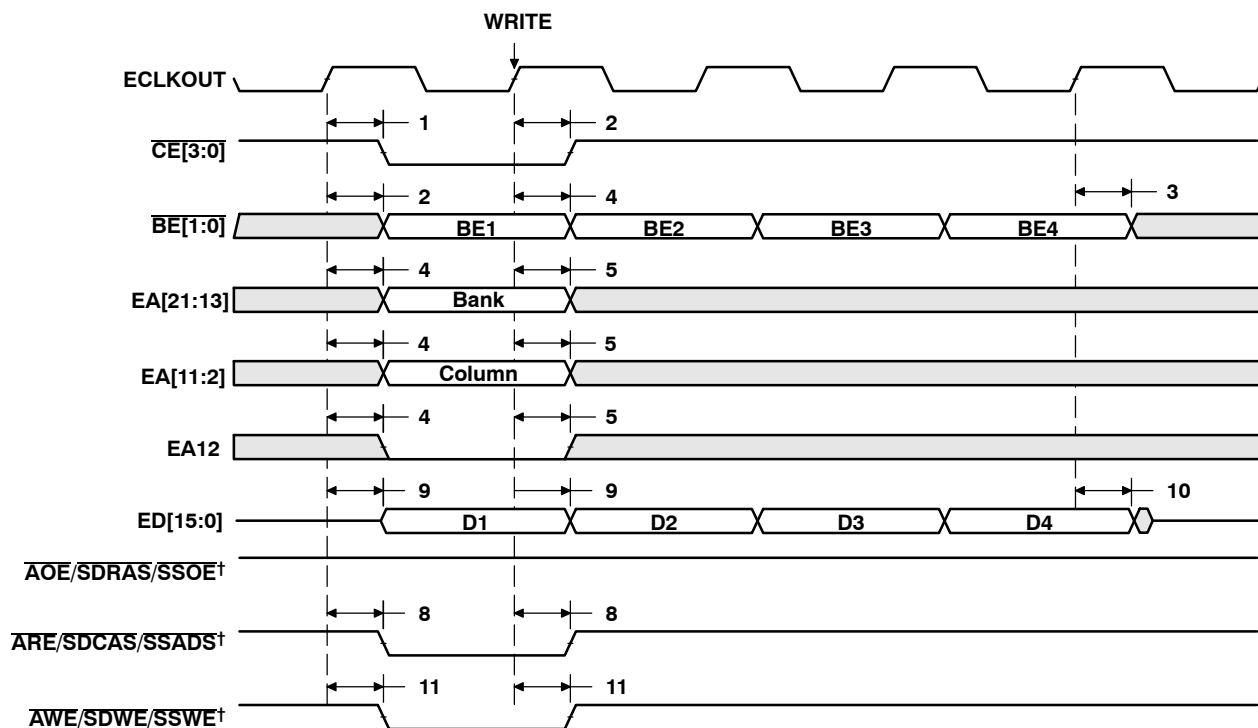 WRITE
ECLKOUT
1 2
CE[3:0]
2 4 3
BE[1:0] BE1 BE2 BE3 BE4
4 5
EA[21:13] Bank
4 5
EA[11:2] Column
4 5
EA12
9 9 10
ED[15:0] D1 D2 D3 D4
AOE/SDRAS/SSOE†
8 8
ARE/SDCAS/SSADS†
11 11
AWE/SDWE/SSWE†